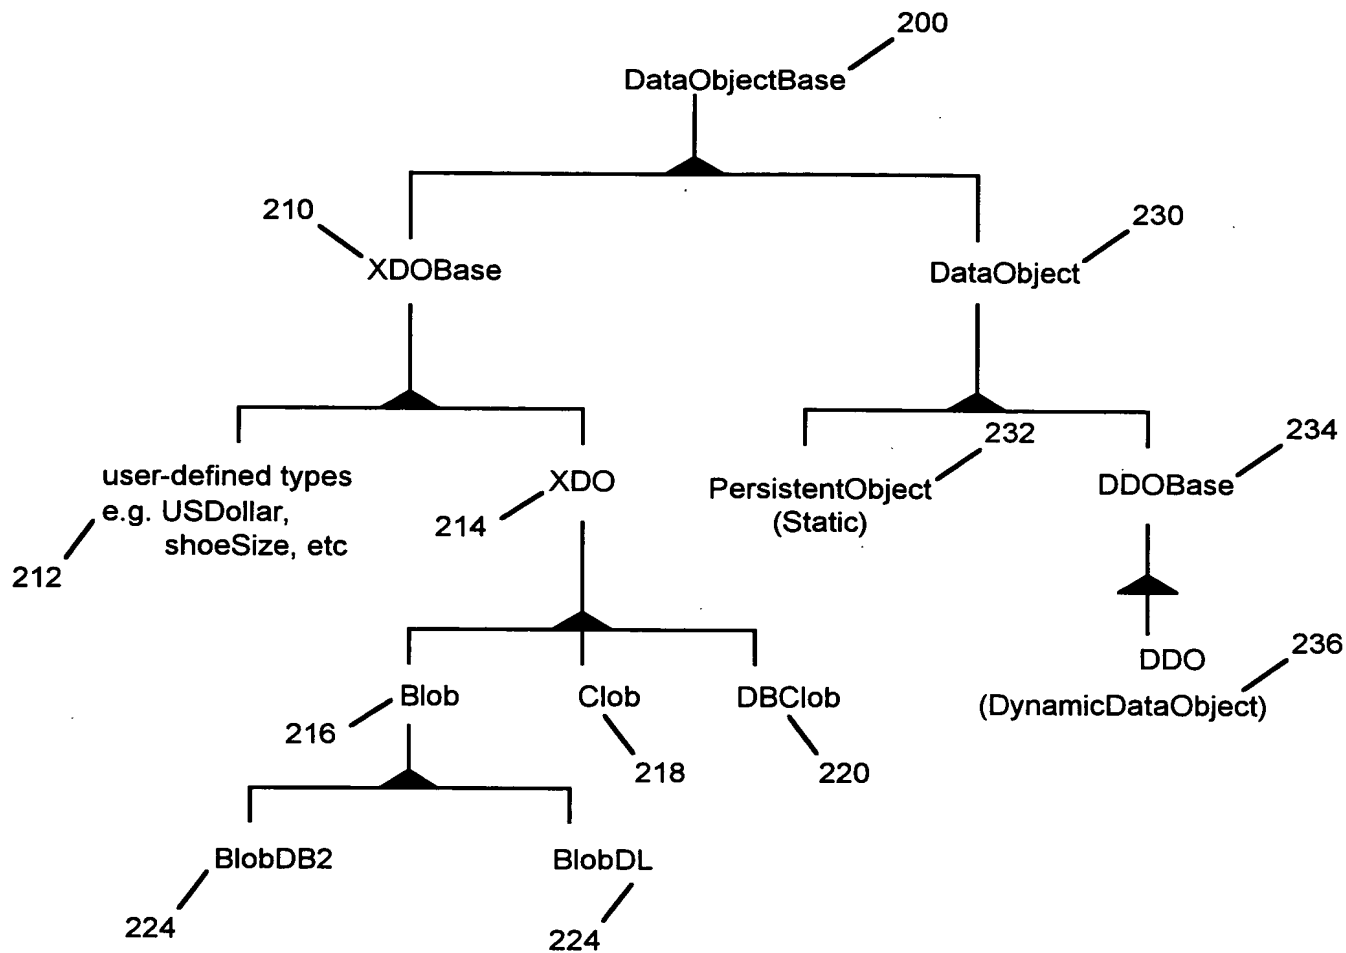 200
DataObjectBase
210
230
XDOBase
DataObject
232
234
user-defined types
e.g. USDollar,
shoeSize, etc
XDO
PersistentObject
(Static)
DDOBase
214
212
236
DDO
(DynamicDataObject)
Blob
Clob
DBClob
216
218
220
BlobDB2
BlobDL
224
224